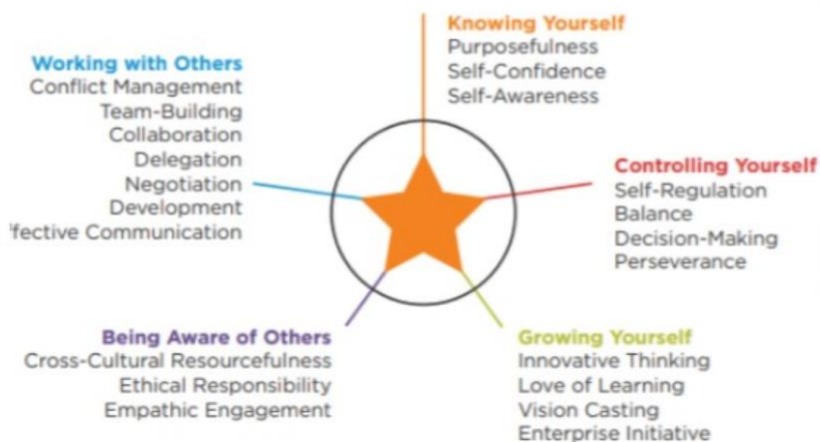 Knowing Yourself
Purposefulness
Self-Confidence
Self-Awareness
Working with Others
Conflict Management
Team-Building
Collaboration
Delegation
Negotiation
Development
Communication
Controlling Yourself
Self-Regulation
Balance
Decision-Making
Perseverance
Being Aware of Others
Cross-Cultural Resourcefulness
Ethical Responsibility
Empathic Engagement
Growing Yourself
Innovative Thinking
Love of Learning
Vision Casting
Enterprise Initiative